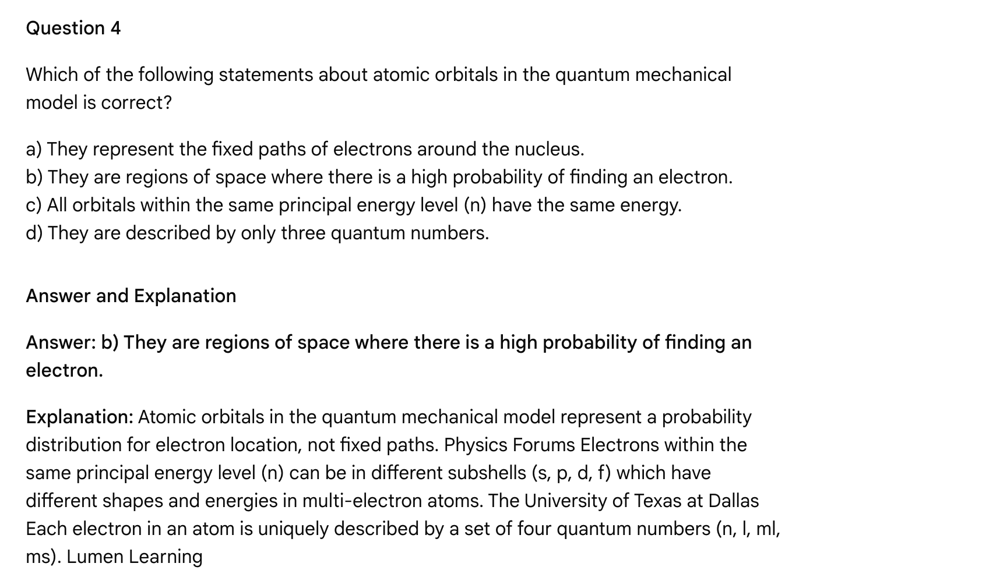 Question 4
Which of the following statements about atomic orbitals in the quantum mechanical
model is correct?
a) They represent the fixed paths of electrons around the nucleus.
b) They are regions of space where there is a high probability of finding an electron.
c) All orbitals within the same principal energy level (n) have the same energy.
d) They are described by only three quantum numbers.
Answer and Explanation
Answer: b) They are regions of space where there is a high probability of finding an
electron.
Explanation: Atomic orbitals in the quantum mechanical model represent a probability
distribution for electron location, not fixed paths. Physics Forums Electrons within the
same principal energy level (n) can be in different subshells (s, p, d, f) which have
different shapes and energies in multi-electron atoms. The University of Texas at Dallas
Each electron in an atom is uniquely described by a set of four quantum numbers (n, l, ml,
ms). Lumen Learning